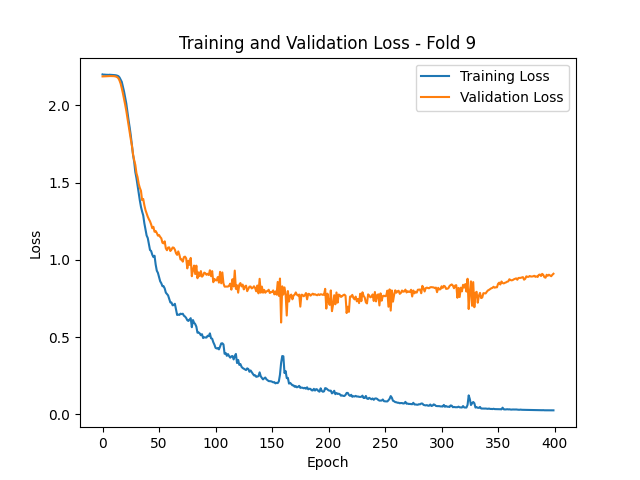 Training and Validation Loss - Fold 9
Training Loss
Validation Loss
Loss
2.0
1.5
1.0
0.5
0.0
0 50 100 150 200 250 300 350 400
Epoch